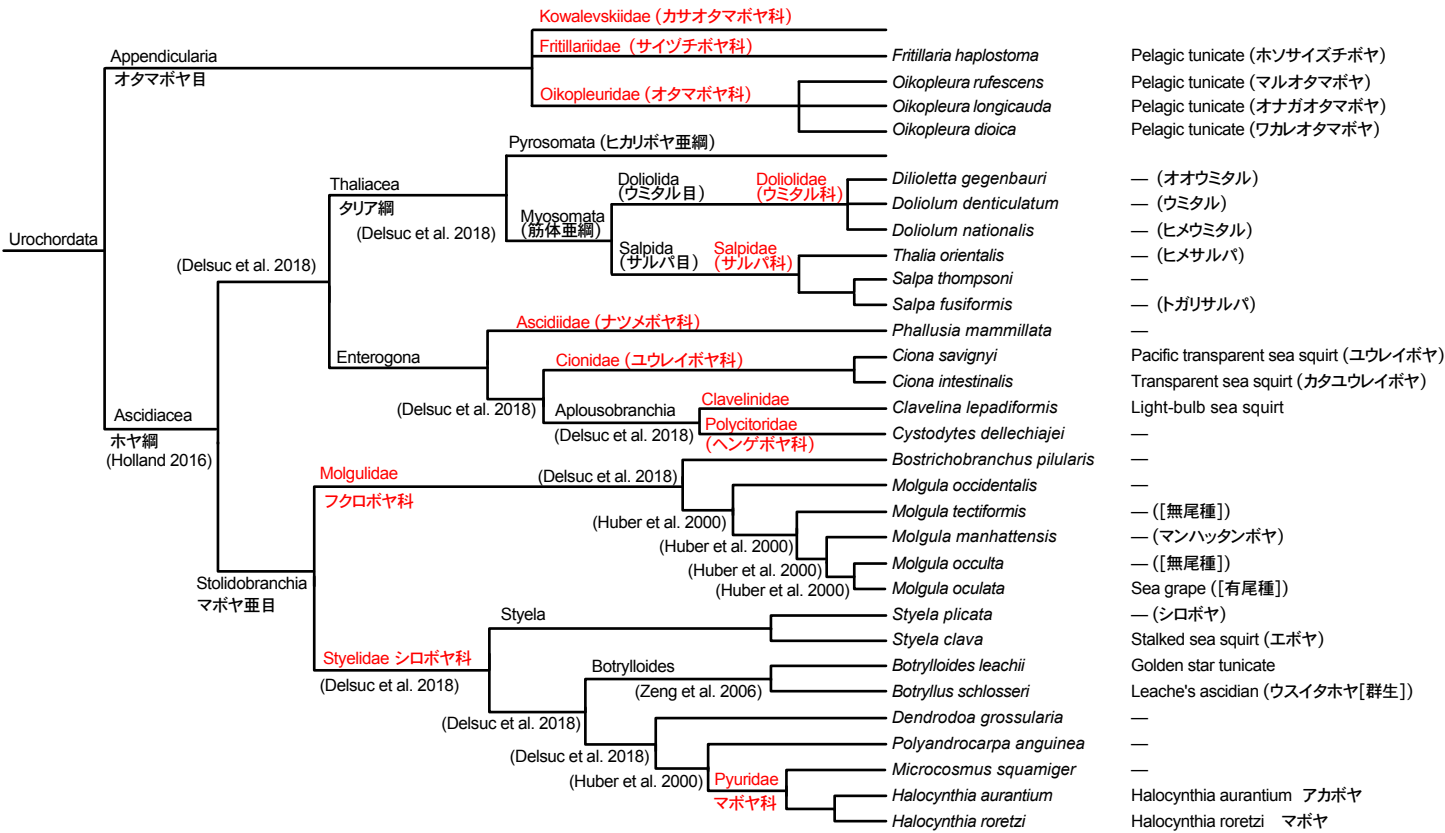 Kowalevskiidae (カサオタマボヤ科)
Appendicularia
オタマボヤ目
Fritillariidae (サイヅチボヤ科)
Fritillaria haplostoma Pelagic tunicate (ホソサイズチボヤ)
Oikopleura rufescens Pelagic tunicate (マルオタマボヤ)
Oikopleuridae (オタマボヤ科)
Oikopleura longicauda Pelagic tunicate (オナガオタマボヤ)
Oikopleura dioica Pelagic tunicate (ワカレオタマボヤ)
Pyrosomata (ヒカリボヤ亜綱)
Urochordata
Thaliacea
タリア綱
(Delsuc et al. 2018)
(Delsuc et al. 2018)
Doliolida
(ウミタル目)
Doliolidae
(ウミタル科)
Dilioletta gegenbauri — (オオウミタル)
Doliolum denticulatum — (ウミタル)
Doliolum nationalis — (ヒメウミタル)
Myosomata
(筋体亜綱)
Salpida
(サルパ目)
Salpidae
(サルパ科)
Thalia orientalis — (ヒメサルパ)
Salpa thompsoni —
Salpa fusiformis — (トガリサルパ)
Enterogona
Ascidiidae (ナツメボヤ科)
Phallusia mammillata —
Cionidae (ユウレイボヤ科)
Ciona savignyi Pacific transparent sea squirt (ユウレイボヤ)
Ciona intestinalis Transparent sea squirt (カタユウレイボヤ)
(Delsuc et al. 2018)
Aplousobranchia
(Delsuc et al. 2018)
Clavelinidae
Clavelina lepadiformis Light-bulb sea squirt
Polycitoridae
(ヘンゲボヤ科)
Cystodytes dellechiajei —
Ascidiacea
ホヤ綱
(Holland 2016)
Molgulidae
フクロボヤ科
(Delsuc et al. 2018)
Bostrichobranchus pilularis —
Molgula occidentalis —
(Huber et al. 2000)
Molgula tectiformis — ([無尾種])
(Huber et al. 2000)
Molgula manhattensis — (マンハッタンボヤ)
(Huber et al. 2000)
Molgula occulta — ([無尾種])
(Huber et al. 2000)
Molgula oculata Sea grape ([有尾種])
Stolidobranchia
マボヤ亜目
Styela
Styela plicata — (シロボヤ)
Styela clava Stalked sea squirt (エボヤ)
Styelidae シロボヤ科
(Delsuc et al. 2018)
Botrylloides
(Zeng et al. 2006)
Botrylloides leachii Golden star tunicate
Botryllus schlosseri Leache's ascidian (ウスイタホヤ[群生])
(Delsuc et al. 2018)
Dendrodoa grossularia —
(Delsuc et al. 2018)
Polyandrocarpa anguinea —
(Huber et al. 2000)
Pyuridae
マボヤ科
Microcosmus squamiger —
Halocynthia aurantium Halocynthia aurantium アカボヤ
Halocynthia roretzi Halocynthia roretzi マボヤ